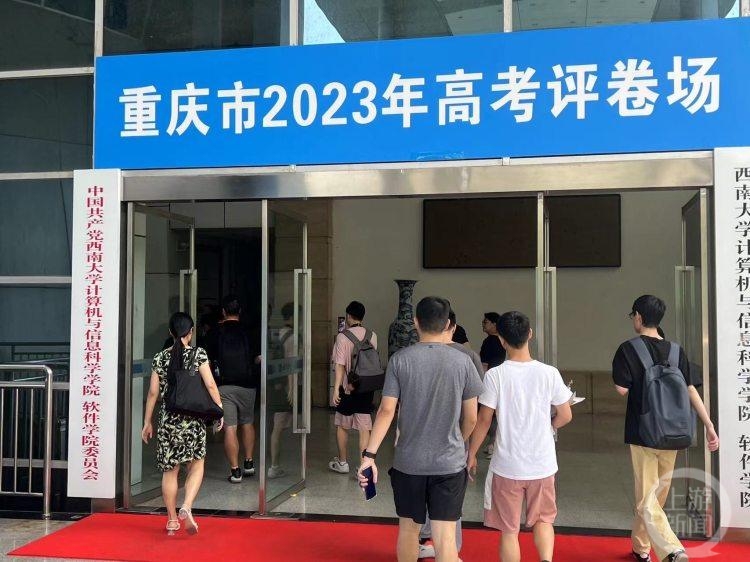 重庆市2023年高考评卷场
中国共产党西南大学计算机与信息科学学院 软件学院委员会
西南大学计算机与信息科学学院 软件学院
上游新闻